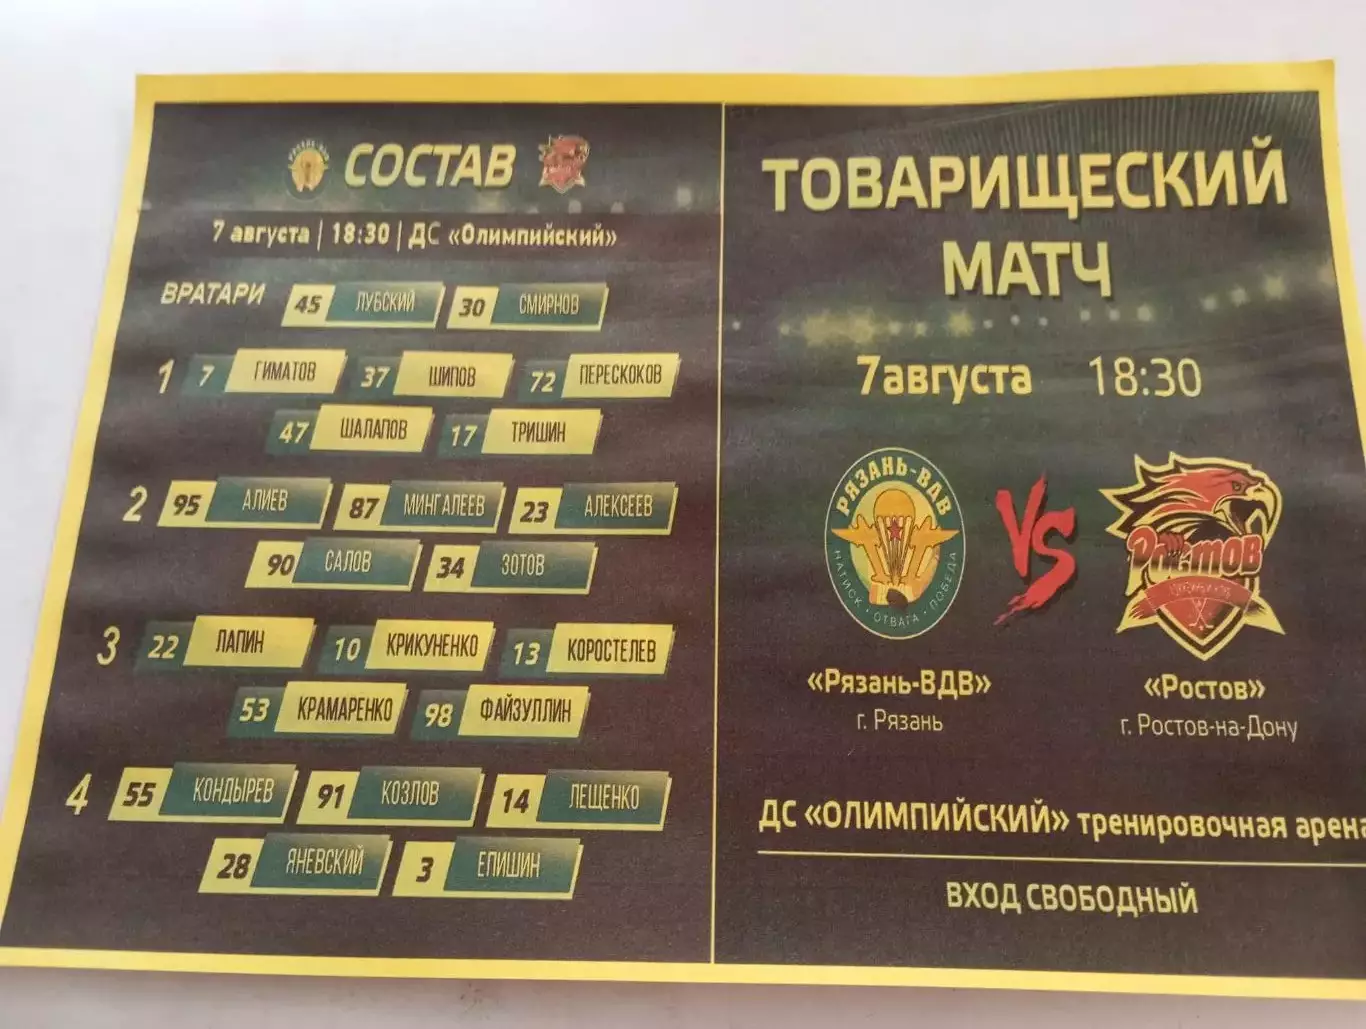 СОСТАВ
7 августа | 18:30 | ДС «Олимпийский»
ВРАТАРИ 45 ЛУБСКИЙ 30 СМИРНОВ
1 7 ГИМАТОВ 37 ШИПОВ 72 ПЕРЕСКОКОВ
47 ШАЛАПОВ 17 ТРИШИН
2 95 АЛИЕВ 87 МИНГАЛЕЕВ 23 АЛЕКСЕЕВ
90 САЛОВ 34 ЗОТОВ
3 22 ЛАПИН 10 КРИКУНЕНКО 13 КОРОСТЕЛЕВ
53 КРАМАРЕНКО 98 ФАЙЗУЛЛИН
4 55 КОНДЫРЕВ 91 КОЗЛОВ 14 ЛЕЩЕНКО
28 ЯНЕВСКИЙ 3 ЕПИШИН
ТОВАРИЩЕСКИЙ
МАТЧ
7августа 18:30
РЯЗАНЬ-ВДВ
НАТИСК · ОТВАГА · ПОБЕДА
VS
РОСТОВ
«Рязань-ВДВ» «Ростов»
г. Рязань г. Ростов-на-Дону
ДС «ОЛИМПИЙСКИЙ» тренировочная арена
ВХОД СВОБОДНЫЙ